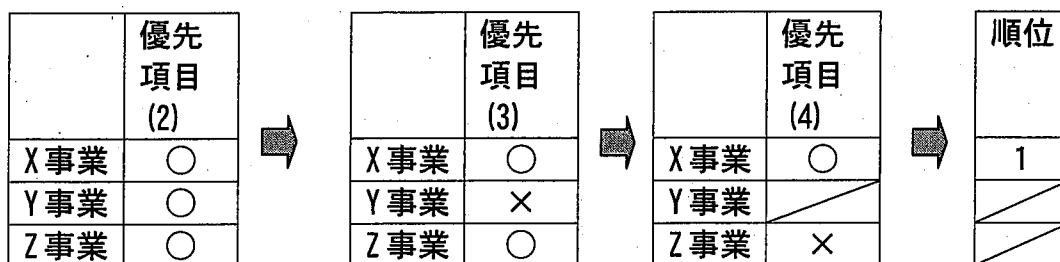 優先
項目
(2)
X事業 ○
Y事業 ○
Z事業 ○
優先
項目
(3)
X事業 ○
Y事業 ×
Z事業 ○
優先
項目
(4)
X事業 ○
Y事業
Z事業 ×
順位
1